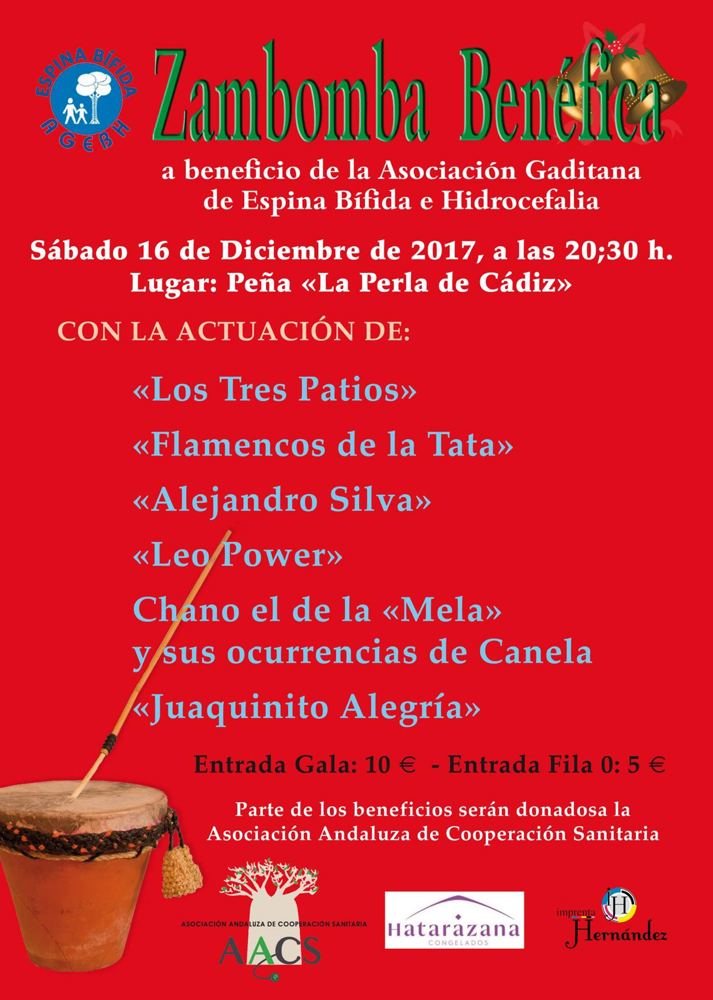 ESPINA BÍFIDA
AGEBH
Zambomba Benéfica
a beneficio de la Asociación Gaditana
de Espina Bífida e Hidrocefalia
Sábado 16 de Diciembre de 2017, a las 20;30 h.
Lugar: Peña «La Perla de Cádiz»
CON LA ACTUACIÓN DE:
«Los Tres Patios»
«Flamencos de la Tata»
«Alejandro Silva»
«Leo Power»
Chano el de la «Mela»
y sus ocurrencias de Canela
«Juaquinito Alegría»
Entrada Gala: 10 € - Entrada Fila 0: 5 €
Parte de los beneficios serán donadosa la
Asociación Andaluza de Cooperación Sanitaria
ASOCIACIÓN ANDALUZA DE COOPERACIÓN SANITARIA
AACS
Hatarazana
CONGELADOS
iH
imprenta
Hernández